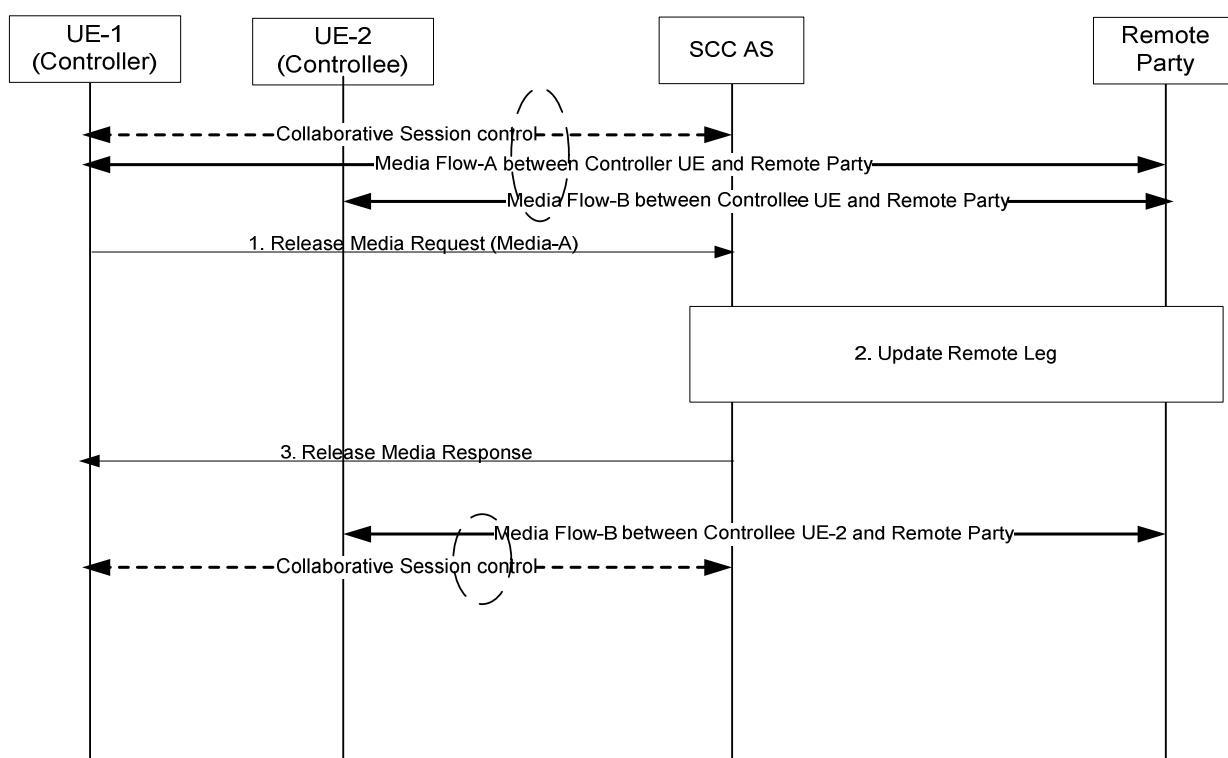 UE-1
(Controller)
UE-2
(Controllee)
SCC AS
Remote
Party
Collaborative Session control
Media Flow-A between Controller UE and Remote Party
Media Flow-B between Controllee UE and Remote Party
1. Release Media Request (Media-A)
2. Update Remote Leg
3. Release Media Response
Media Flow-B between Controllee UE-2 and Remote Party
Collaborative Session control